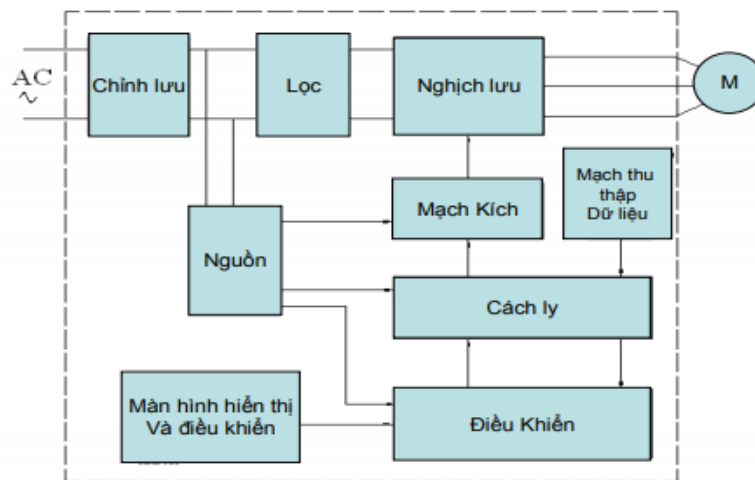 AC
Chỉnh lưu
Lọc
Nghịch lưu
M
Mạch thu
thập
Dữ liệu
Mạch Kích
Nguồn
Cách ly
Màn hình hiển thị
Và điều khiển
Điều Khiển